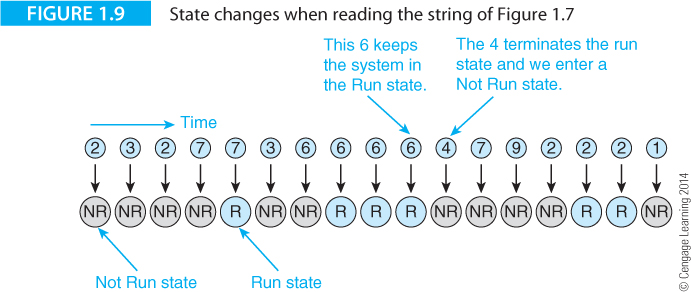 FIGURE 1.9 State changes when reading the string of Figure 1.7
This 6 keeps
the system in
the Run state.
The 4 terminates the run
state and we enter a
Not Run state.
Time
2 3 2 7 7 3 6 6 6 6 4 7 9 2 2 2 1
NR NR NR NR R NR NR R R R NR NR NR NR R R NR
Not Run state
Run state
© Cengage Learning 2014